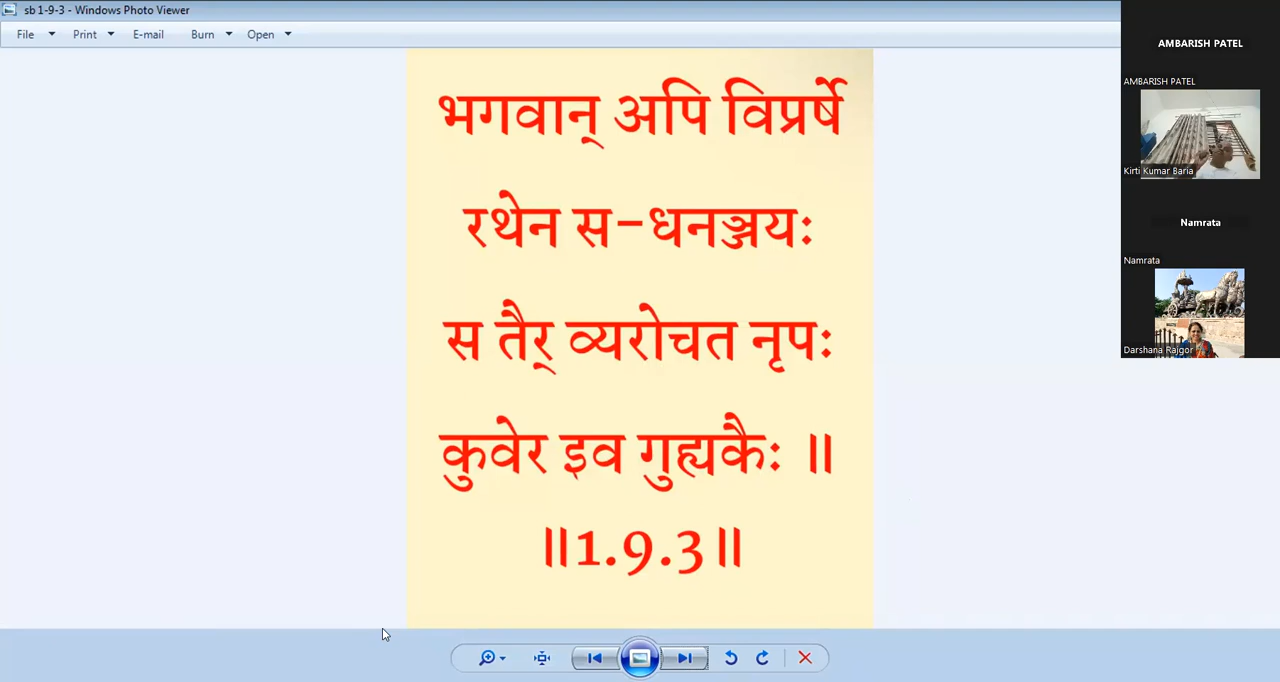 sb 1-9-3 - Windows Photo Viewer
File Print E-mail Burn Open
भगवान् अपि विप्रर्षे
रथेन स-धनञ्जयः
स तैर् व्यरोचत नृपः
कुवेर इव गुह्यकैः ॥
॥1.9.3॥
AMBARISH PATEL
AMBARISH PATEL
Kirti Kumar Baria
Namrata
Namrata
Darshana Rajgor